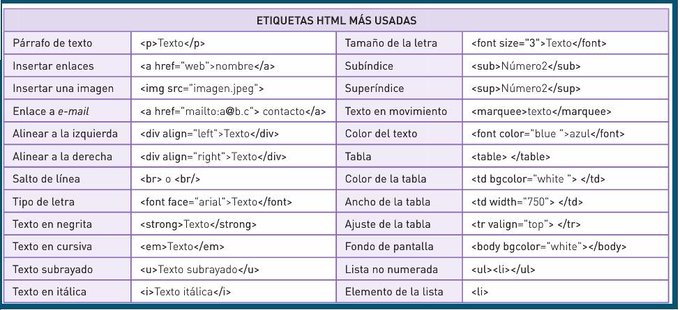 ETIQUETAS HTML MÁS USADAS
Párrafo de texto <p>Texto</p> Tamaño de la letra <font size="3">Texto</font>
Insertar enlaces <a href="web">nombre</a> Subíndice <sub>Número2</sub>
Insertar una imagen <img src="imagen.jpeg"> Superíndice <sup>Número2</sup>
Enlace a e-mail <a href="mailto:a@b.c"> contacto</a> Texto en movimiento <marquee>texto</marquee>
Alinear a la izquierda <div align="left">Texto</div> Color del texto <font color="blue ">azul</font>
Alinear a la derecha <div align="right">Texto</div> Tabla <table> </table>
Salto de línea <br> o <br/> Color de la tabla <td bgcolor="white "> </td>
Tipo de letra <font face="arial">Texto</font> Ancho de la tabla <td width="750"> </td>
Texto en negrita <strong>Texto</strong> Ajuste de la tabla <tr valign="top"> </tr>
Texto en cursiva <em>Texto</em> Fondo de pantalla <body bgcolor="white"></body>
Texto subrayado <u>Texto subrayado</u> Lista no numerada <ul><li></ul>
Texto en itálica <i>Texto itálica</i> Elemento de la lista <li>